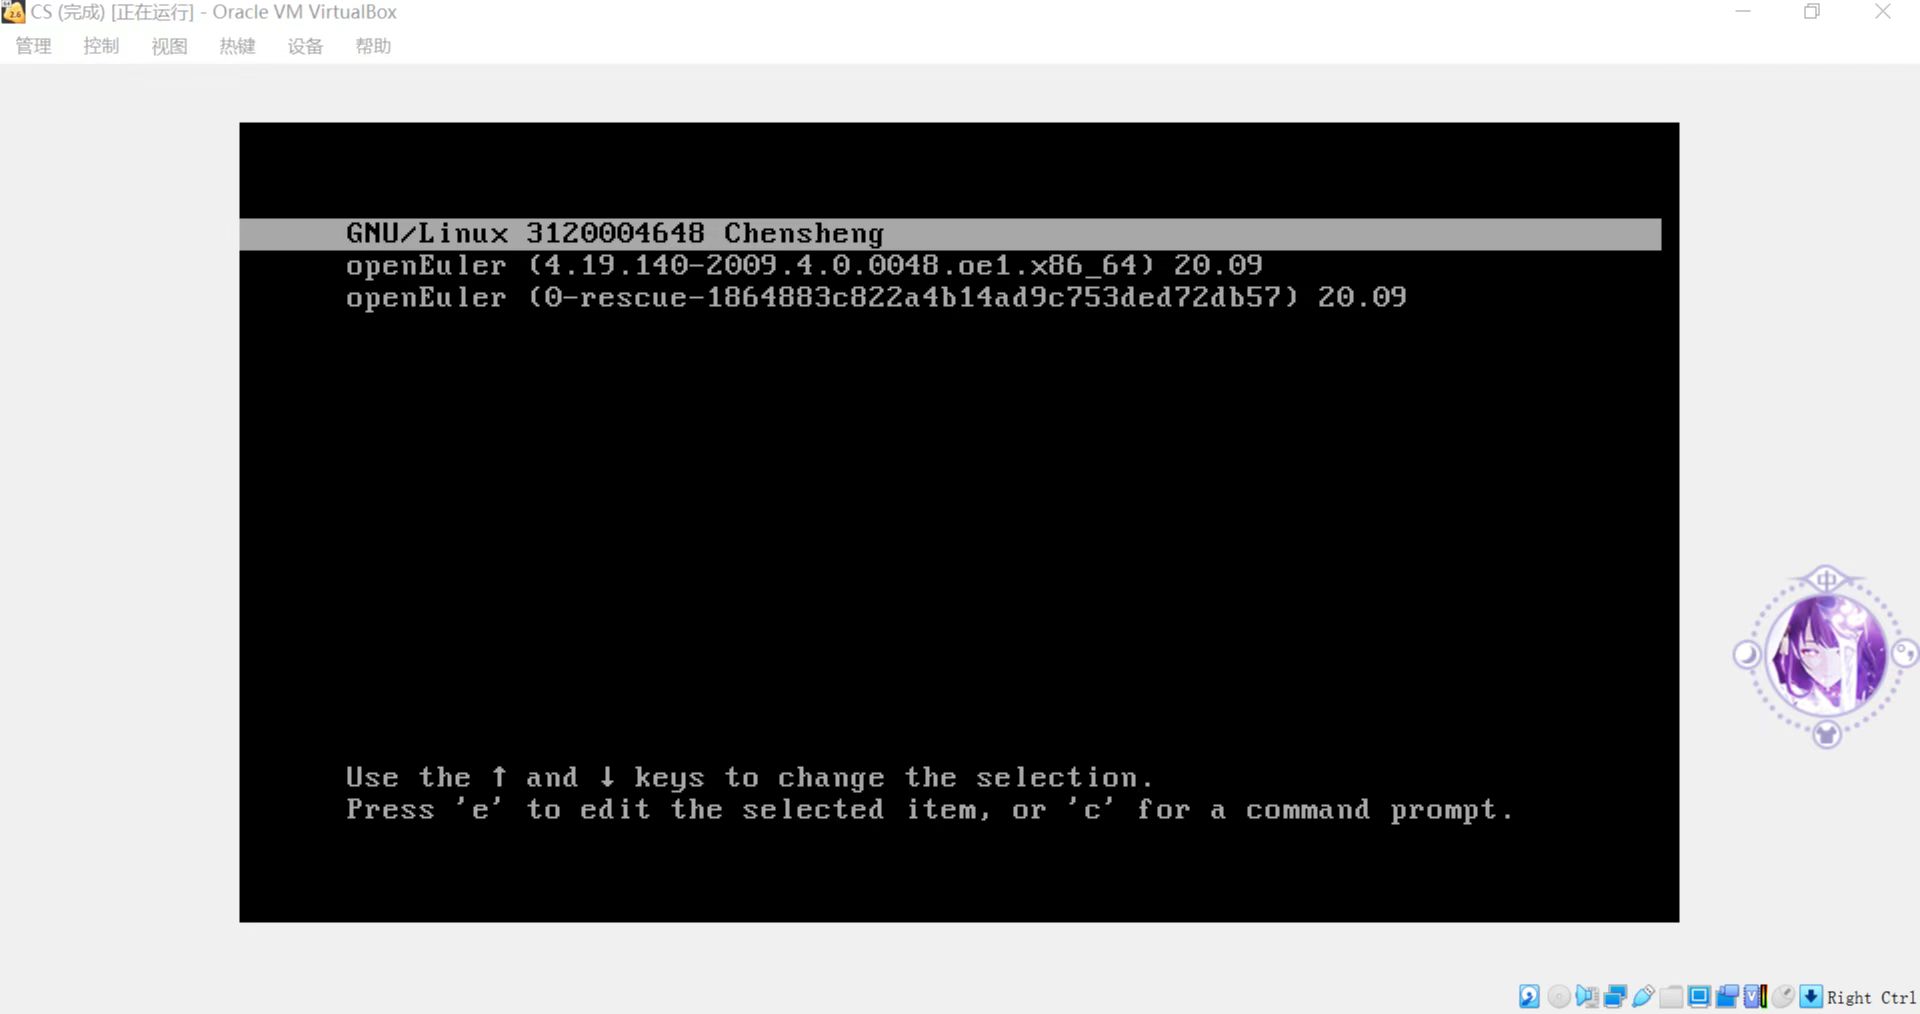 CS (完成) [正在运行] - Oracle VM VirtualBox
管理 控制 视图 热键 设备 帮助
GNU/Linux 3120004648 Chensheng
openEuler (4.19.140-2009.4.0.0048.oe1.x86_64) 20.09
openEuler (0-rescue-1864883c822a4b14ad9c753ded72db57) 20.09
Use the ↑ and ↓ keys to change the selection.
Press 'e' to edit the selected item, or 'c' for a command prompt.
中
Right Ctrl